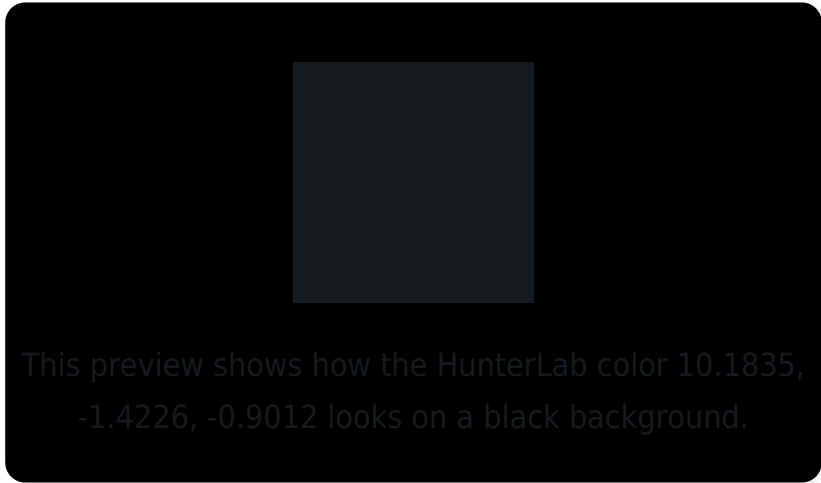 This preview shows how the HunterLab color 10.1835,
-1.4226, -0.9012 looks on a black background.